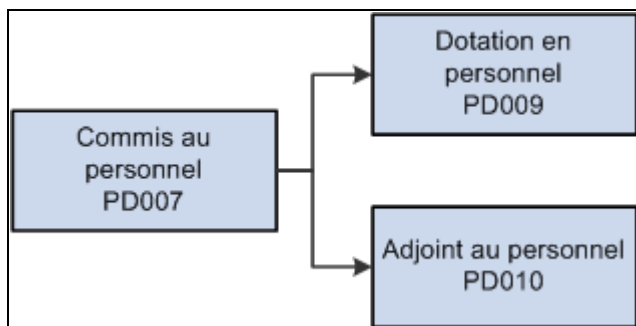 Commis au
personnel
PD007
Dotation en
personnel
PD009
Adjoint au personnel
PD010